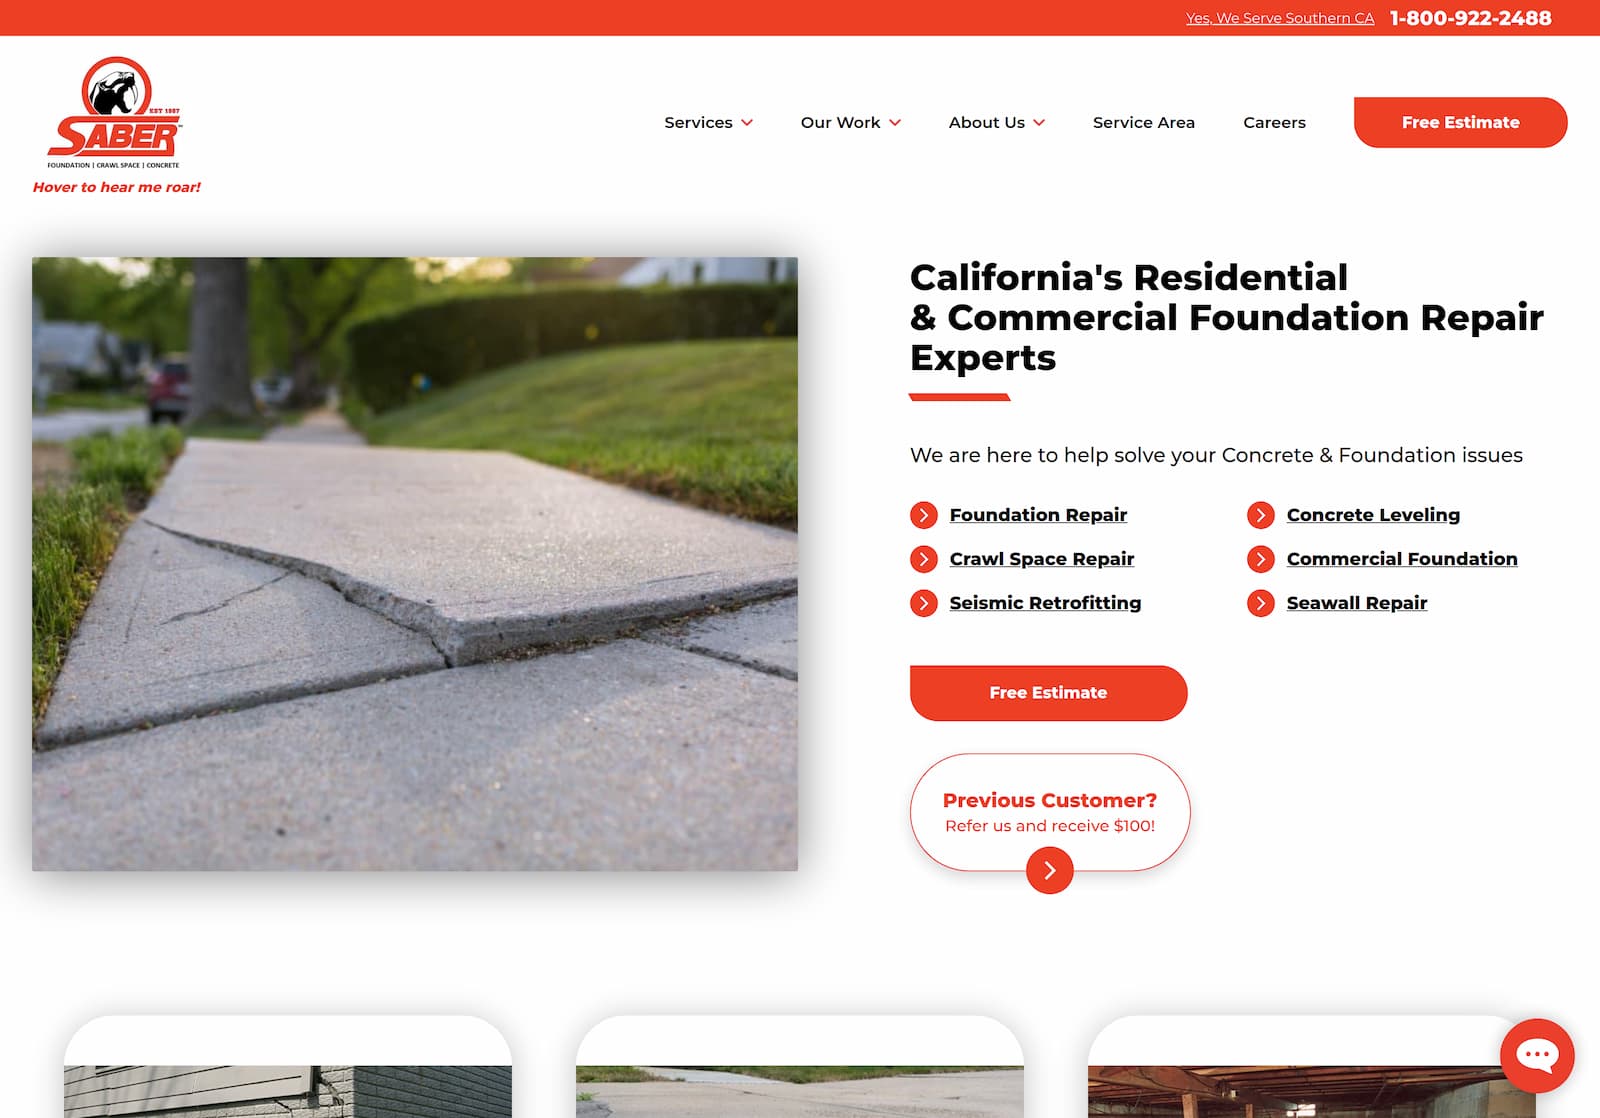 Yes, We Serve Southern CA 1-800-922-2488
EST 1987
SABER
FOUNDATION | CRAWL SPACE | CONCRETE
Hover to hear me roar!
Services Our Work About Us Service Area Careers Free Estimate
California's Residential
& Commercial Foundation Repair
Experts
We are here to help solve your Concrete & Foundation issues
Foundation Repair Concrete Leveling
Crawl Space Repair Commercial Foundation
Seismic Retrofitting Seawall Repair
Free Estimate
Previous Customer?
Refer us and receive $100!